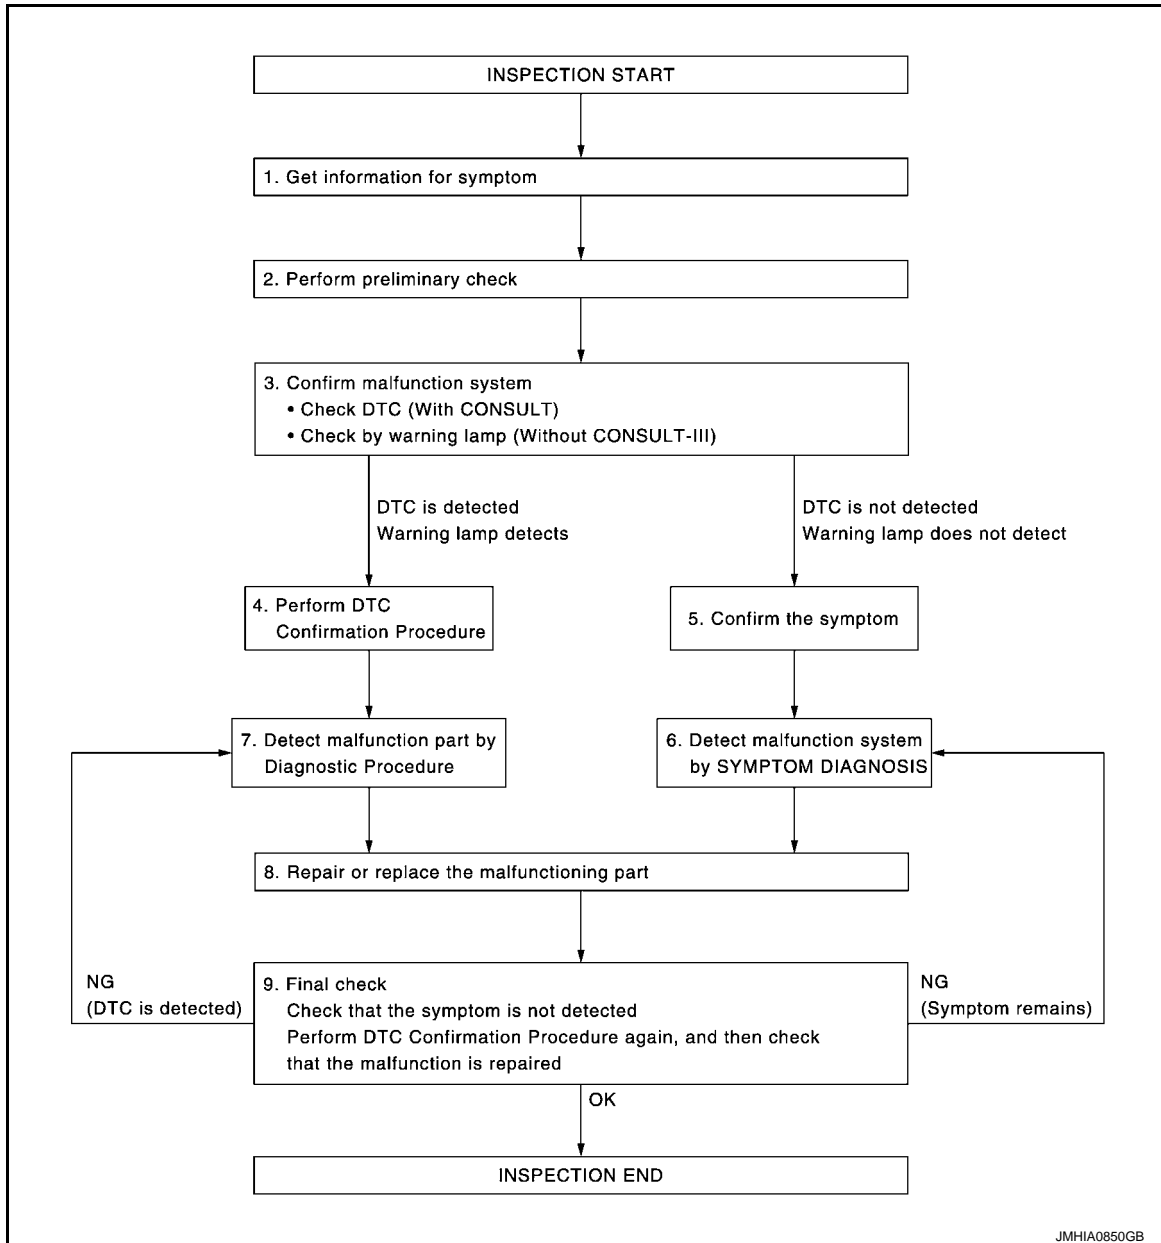 INSPECTION START
1. Get information for symptom
2. Perform preliminary check
3. Confirm malfunction system
• Check DTC (With CONSULT)
• Check by warning lamp (Without CONSULT-III)
DTC is detected
Warning lamp detects
DTC is not detected
Warning lamp does not detect
4. Perform DTC
Confirmation Procedure
5. Confirm the symptom
7. Detect malfunction part by
Diagnostic Procedure
6. Detect malfunction system
by SYMPTOM DIAGNOSIS
8. Repair or replace the malfunctioning part
NG
(DTC is detected)
9. Final check
Check that the symptom is not detected
Perform DTC Confirmation Procedure again, and then check
that the malfunction is repaired
NG
(Symptom remains)
OK
INSPECTION END
JMHIA0850GB